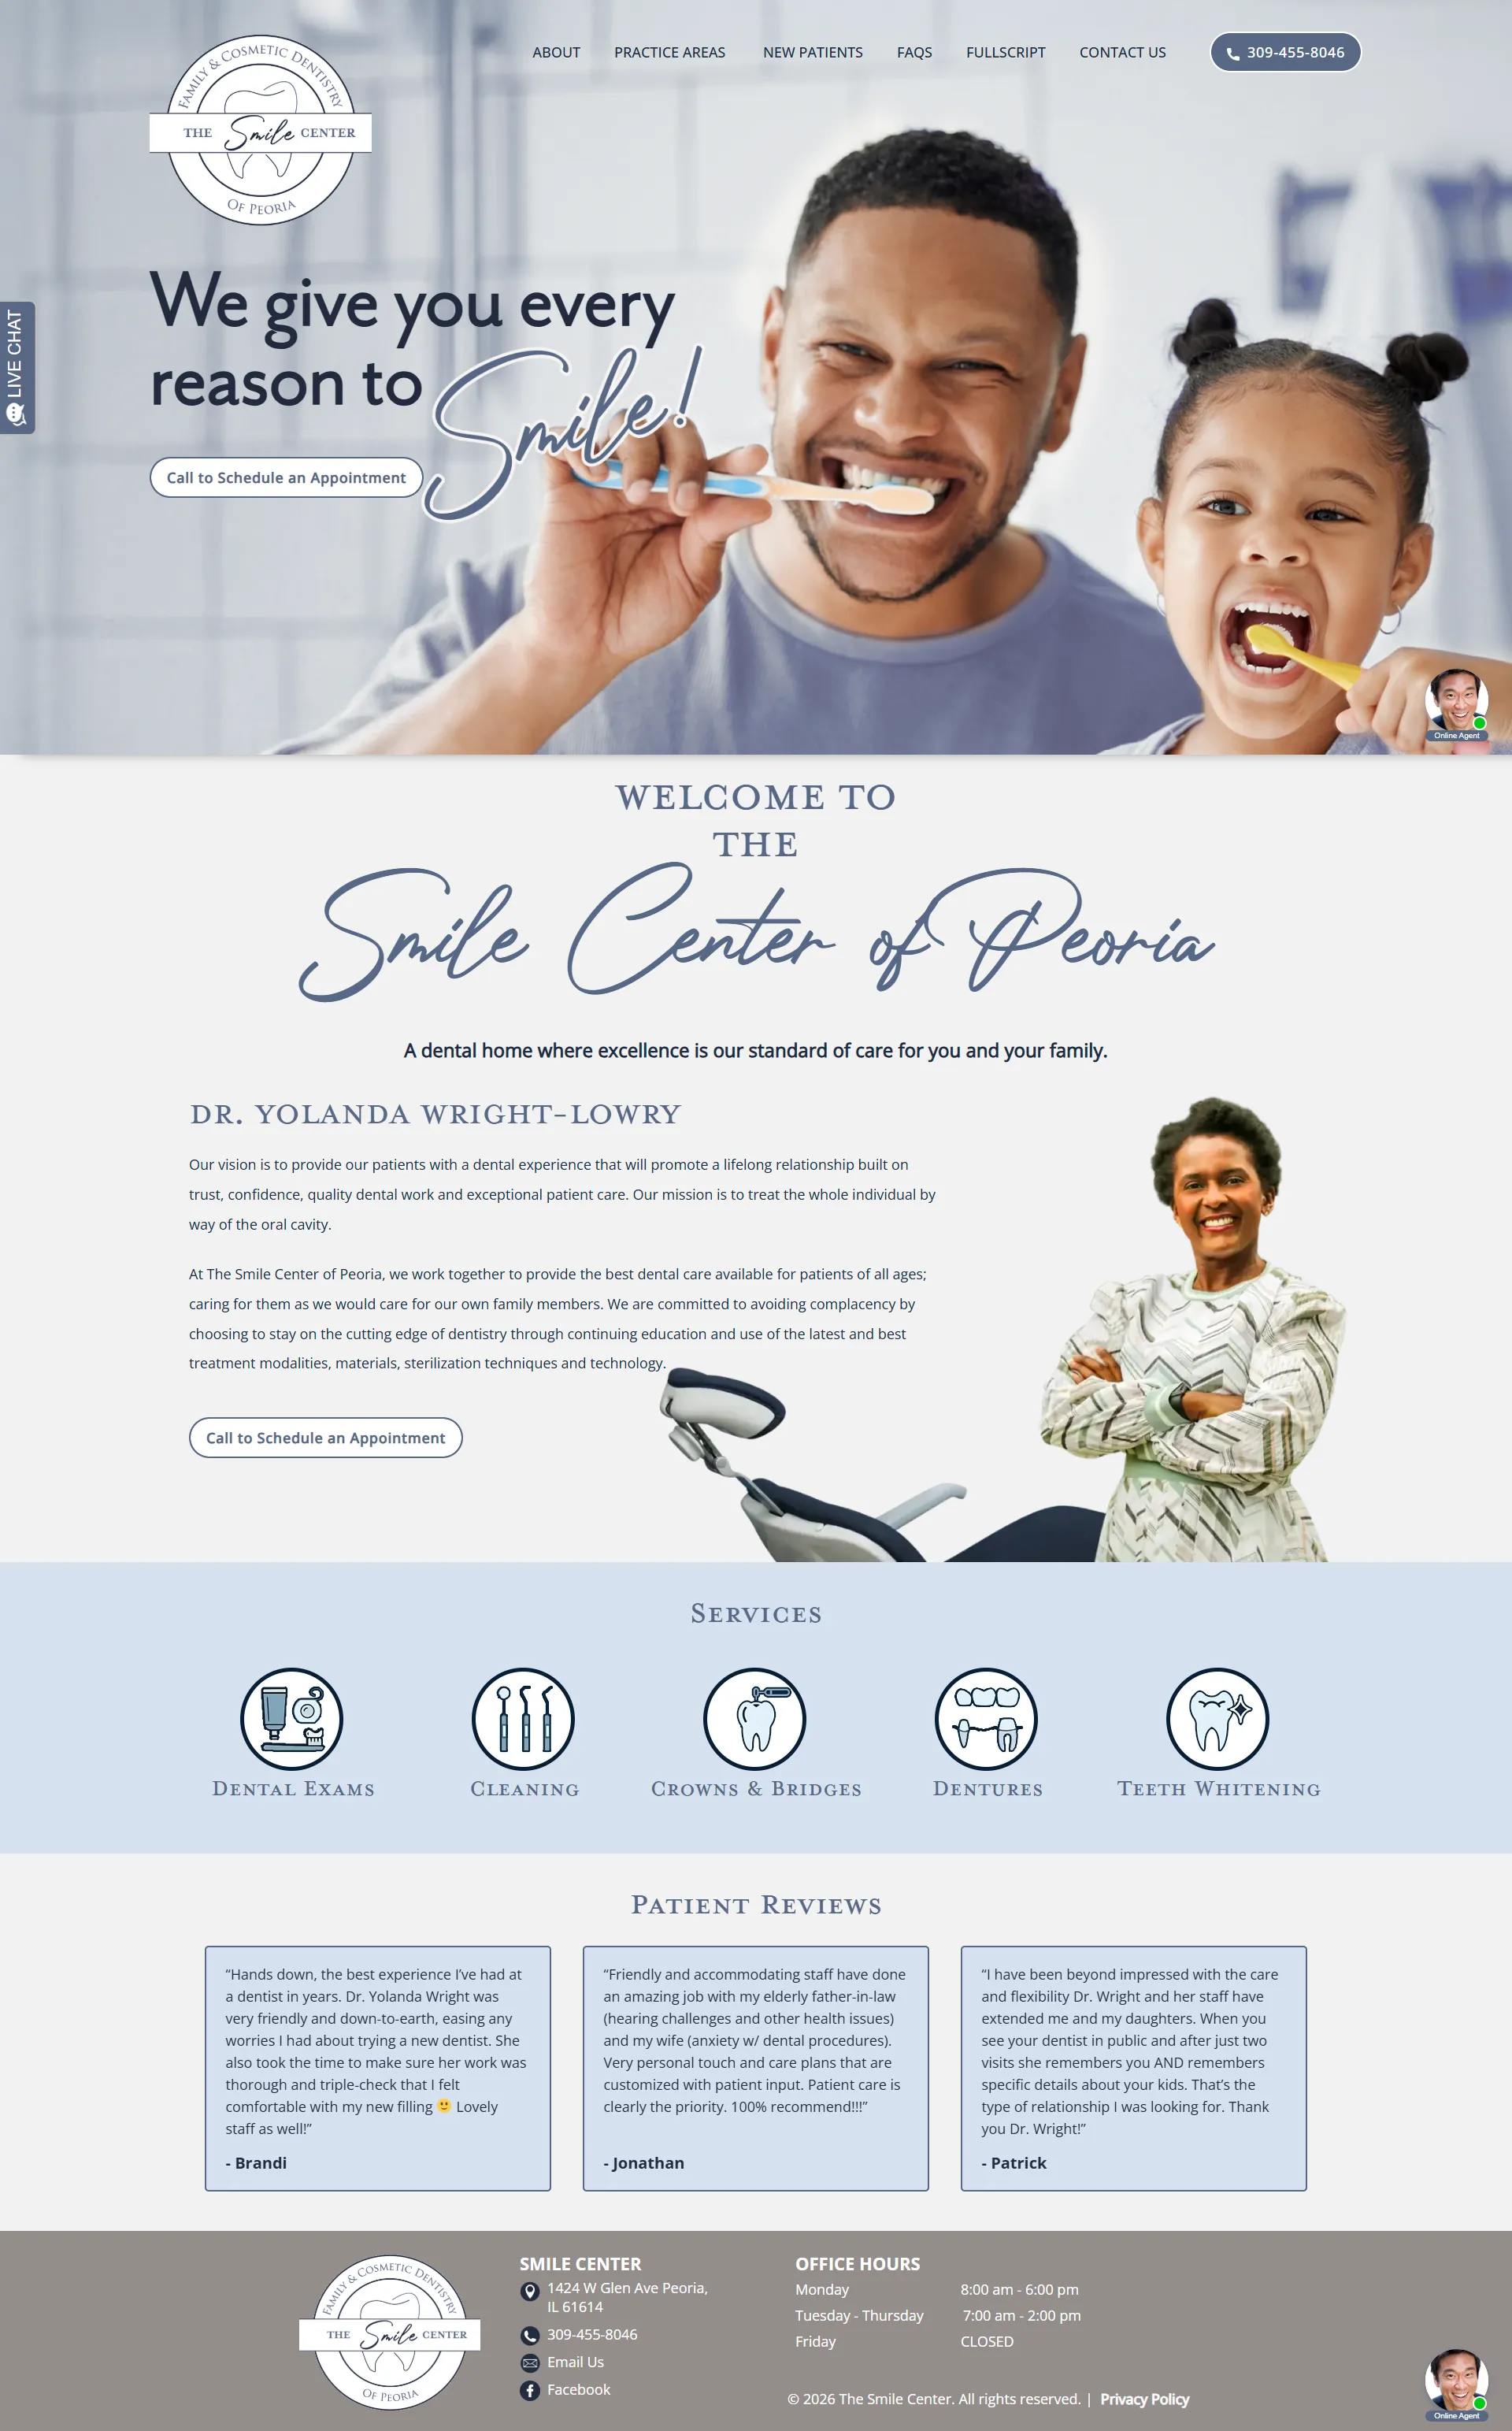 FAMILY & COSMETIC DENTISTRY
THE Smile CENTER
OF PEORIA
ABOUT PRACTICE AREAS NEW PATIENTS FAQS FULLSCRIPT CONTACT US 309-455-8046
We give you every
reason to Smile!
LIVE CHAT
Call to Schedule an Appointment
Online Agent
WELCOME TO
THE
Smile Center of Peoria
A dental home where excellence is our standard of care for you and your family.
DR. YOLANDA WRIGHT-LOWRY
Our vision is to provide our patients with a dental experience that will promote a lifelong relationship built on
trust, confidence, quality dental work and exceptional patient care. Our mission is to treat the whole individual by
way of the oral cavity.
At The Smile Center of Peoria, we work together to provide the best dental care available for patients of all ages;
caring for them as we would care for our own family members. We are committed to avoiding complacency by
choosing to stay on the cutting edge of dentistry through continuing education and use of the latest and best
treatment modalities, materials, sterilization techniques and technology.
Call to Schedule an Appointment
SERVICES
DENTAL EXAMS
CLEANING
CROWNS & BRIDGES
DENTURES
TEETH WHITENING
PATIENT REVIEWS
“Hands down, the best experience I’ve had at
a dentist in years. Dr. Yolanda Wright was
very friendly and down-to-earth, easing any
worries I had about trying a new dentist. She
also took the time to make sure her work was
thorough and triple-check that I felt
comfortable with my new filling 🙂 Lovely
staff as well!”
- Brandi
“Friendly and accommodating staff have done
an amazing job with my elderly father-in-law
(hearing challenges and other health issues)
and my wife (anxiety w/ dental procedures).
Very personal touch and care plans that are
customized with patient input. Patient care is
clearly the priority. 100% recommend!!!”
- Jonathan
“I have been beyond impressed with the care
and flexibility Dr. Wright and her staff have
extended me and my daughters. When you
see your dentist in public and after just two
visits she remembers you AND remembers
specific details about your kids. That’s the
type of relationship I was looking for. Thank
you Dr. Wright!”
- Patrick
FAMILY & COSMETIC DENTISTRY
THE Smile CENTER
OF PEORIA
SMILE CENTER
1424 W Glen Ave Peoria,
IL 61614
309-455-8046
Email Us
Facebook
OFFICE HOURS
Monday 8:00 am - 6:00 pm
Tuesday - Thursday 7:00 am - 2:00 pm
Friday CLOSED
© 2026 The Smile Center. All rights reserved. | Privacy Policy
Online Agent